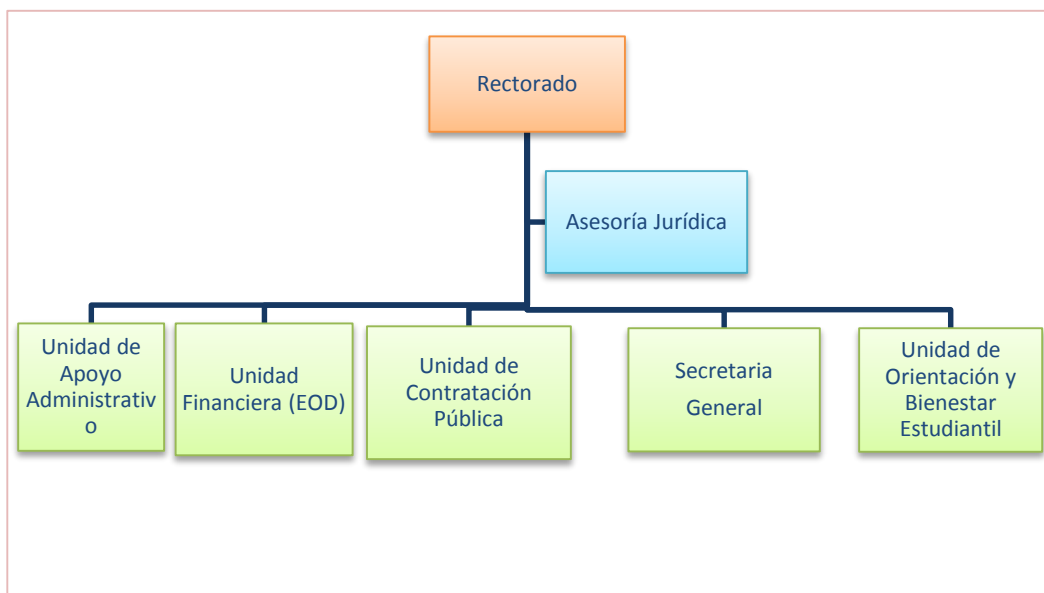 Rectorado
Asesoría Jurídica
Unidad de
Apoyo
Administrativ
o
Unidad
Financiera (EOD)
Unidad de
Contratación
Pública
Secretaria
General
Unidad de
Orientación y
Bienestar
Estudiantil